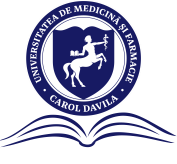 UNIVERSITATEA DE MEDICINĂ ȘI FARMACIE
• CAROL DAVILA •